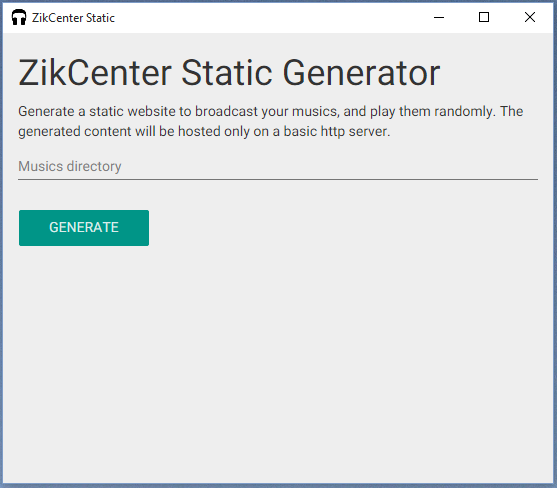 ZikCenter Static
ZikCenter Static Generator
Generate a static website to broadcast your musics, and play them randomly. The
generated content will be hosted only on a basic http server.
Musics directory
GENERATE